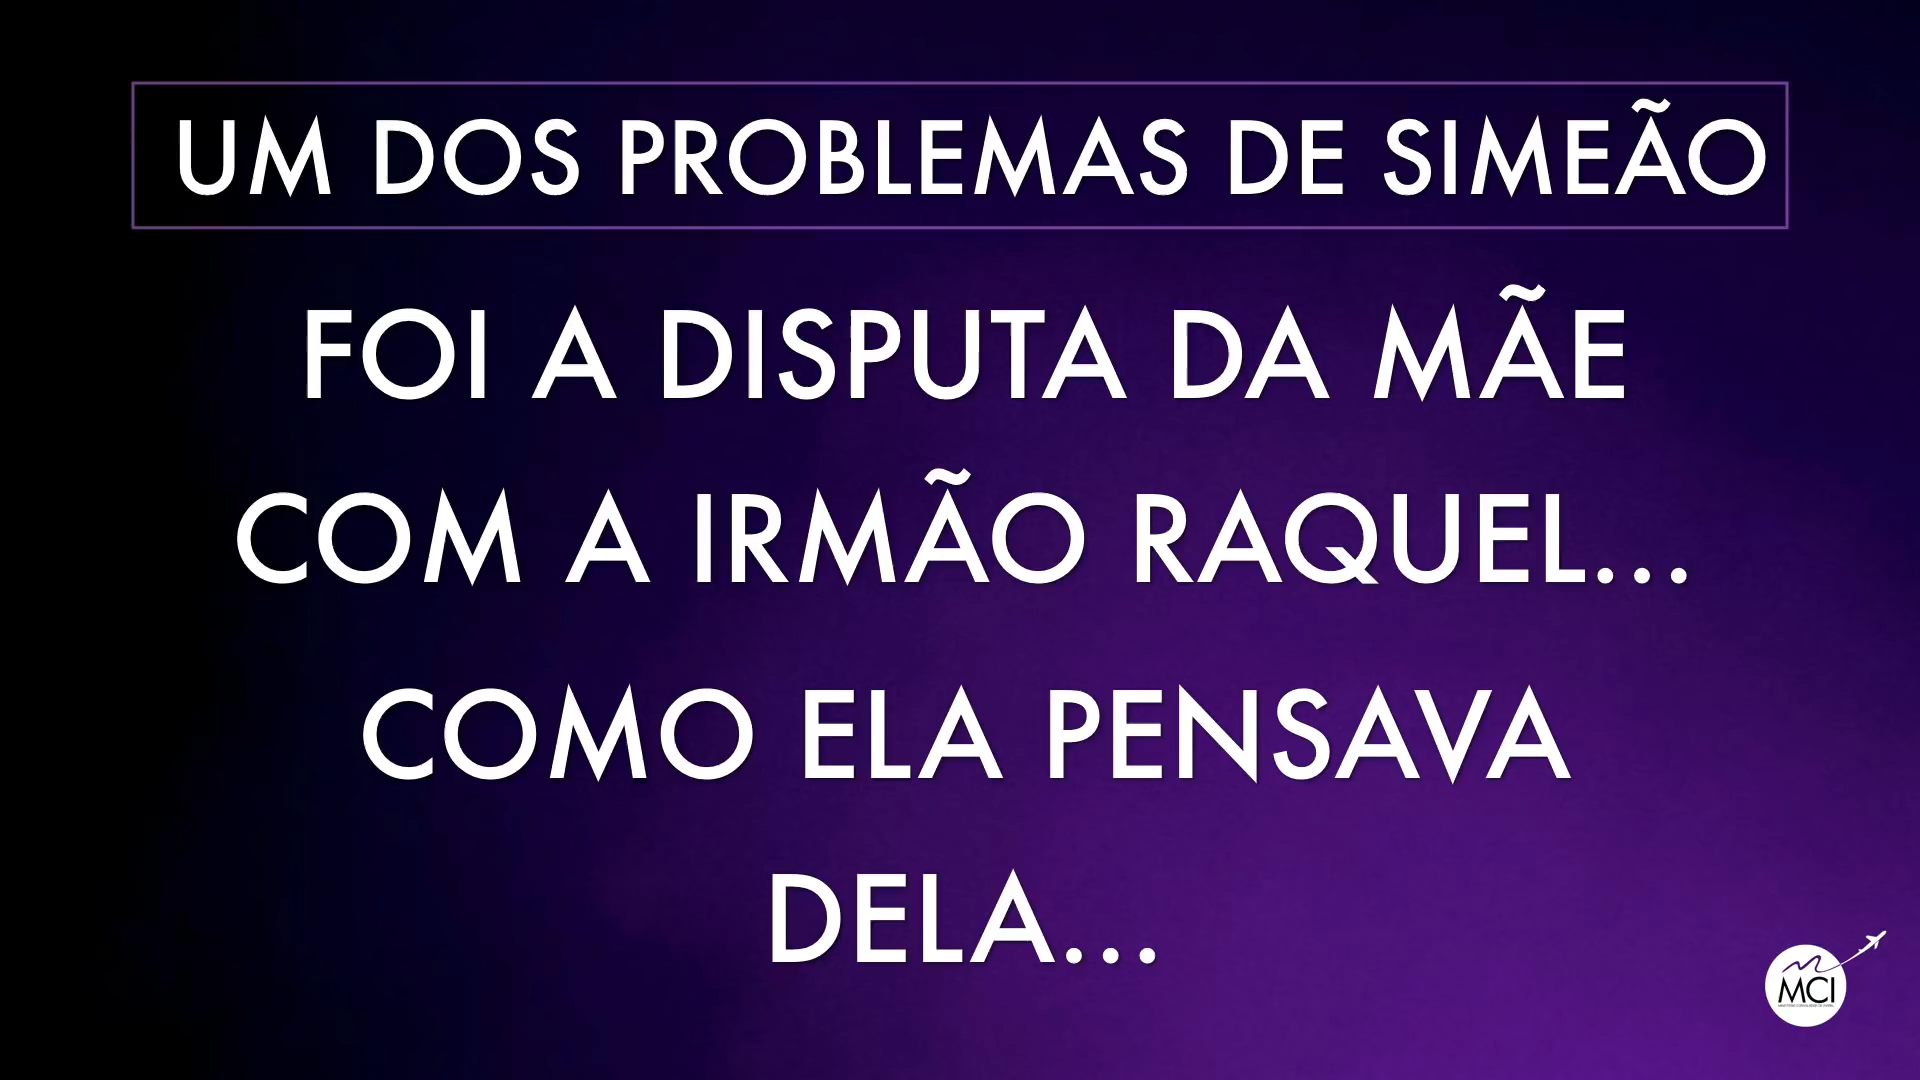 UM DOS PROBLEMAS DE SIMEÃO
FOI A DISPUTA DA MÃE
COM A IRMÃO RAQUEL...
COMO ELA PENSAVA
DELA...
MCI